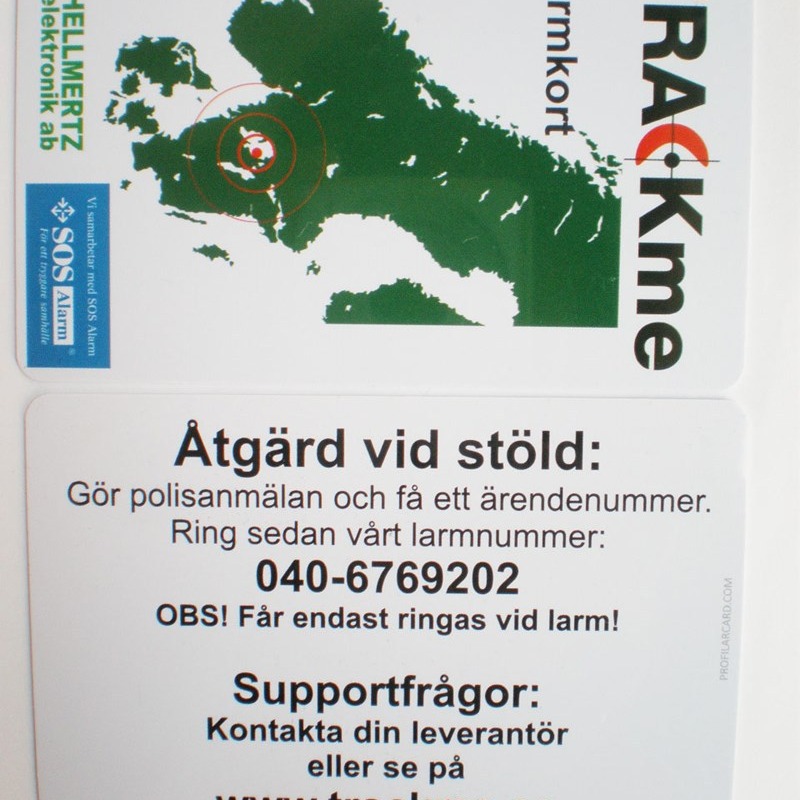 RACKme
rmkort
HELLMERTZ
elektronik ab
Vi samarbetar med SOS Alarm
SOS Alarm
För ett tryggare samhälle
Åtgärd vid stöld:
Gör polisanmälan och få ett ärendenummer.
Ring sedan vårt larmnummer:
040-6769202
OBS! Får endast ringas vid larm!
Supportfrågor:
Kontakta din leverantör
eller se på
PROFILARCARD.COM